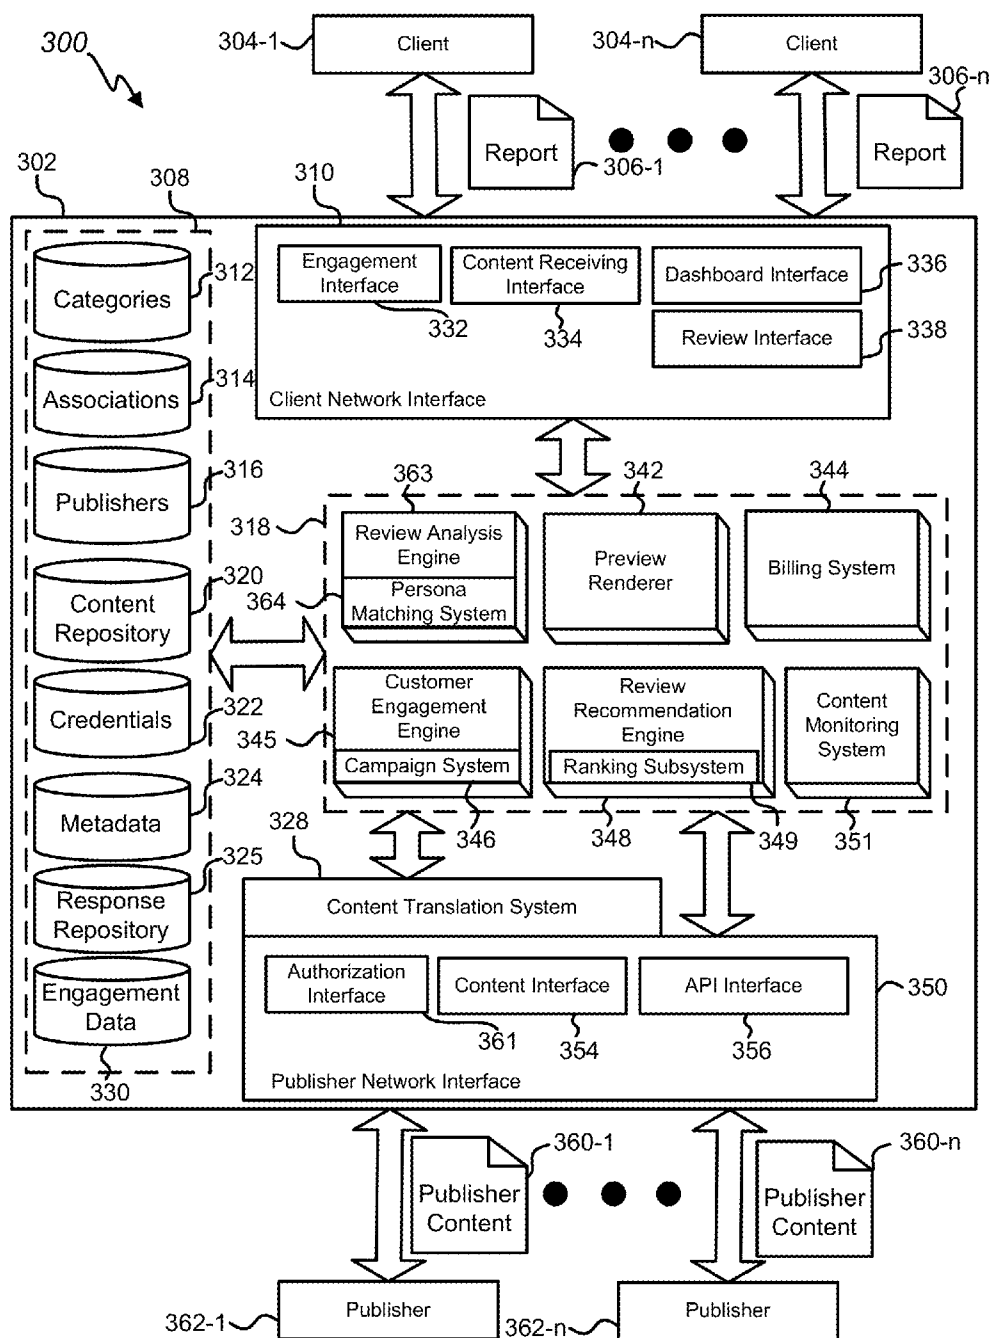 300
304-1
Client
304-n
Client
306-n
Report
306-1
Report
302
308
310
312
Categories
314
Associations
316
Publishers
320
Content
Repository
322
Credentials
324
Metadata
325
Response
Repository
Engagement
Data
330
Engagement
Interface
332
Content Receiving
Interface
334
Dashboard Interface
336
Review Interface
338
Client Network Interface
318
363
Review Analysis
Engine
364
Persona
Matching System
342
Preview
Renderer
344
Billing System
345
Customer
Engagement
Engine
Campaign System
346
Review
Recommendation
Engine
Ranking Subsystem
348
349
Content
Monitoring
System
351
328
Content Translation System
Authorization
Interface
361
Content Interface
354
API Interface
356
350
Publisher Network Interface
360-1
Publisher
Content
360-n
Publisher
Content
362-1
Publisher
362-n
Publisher